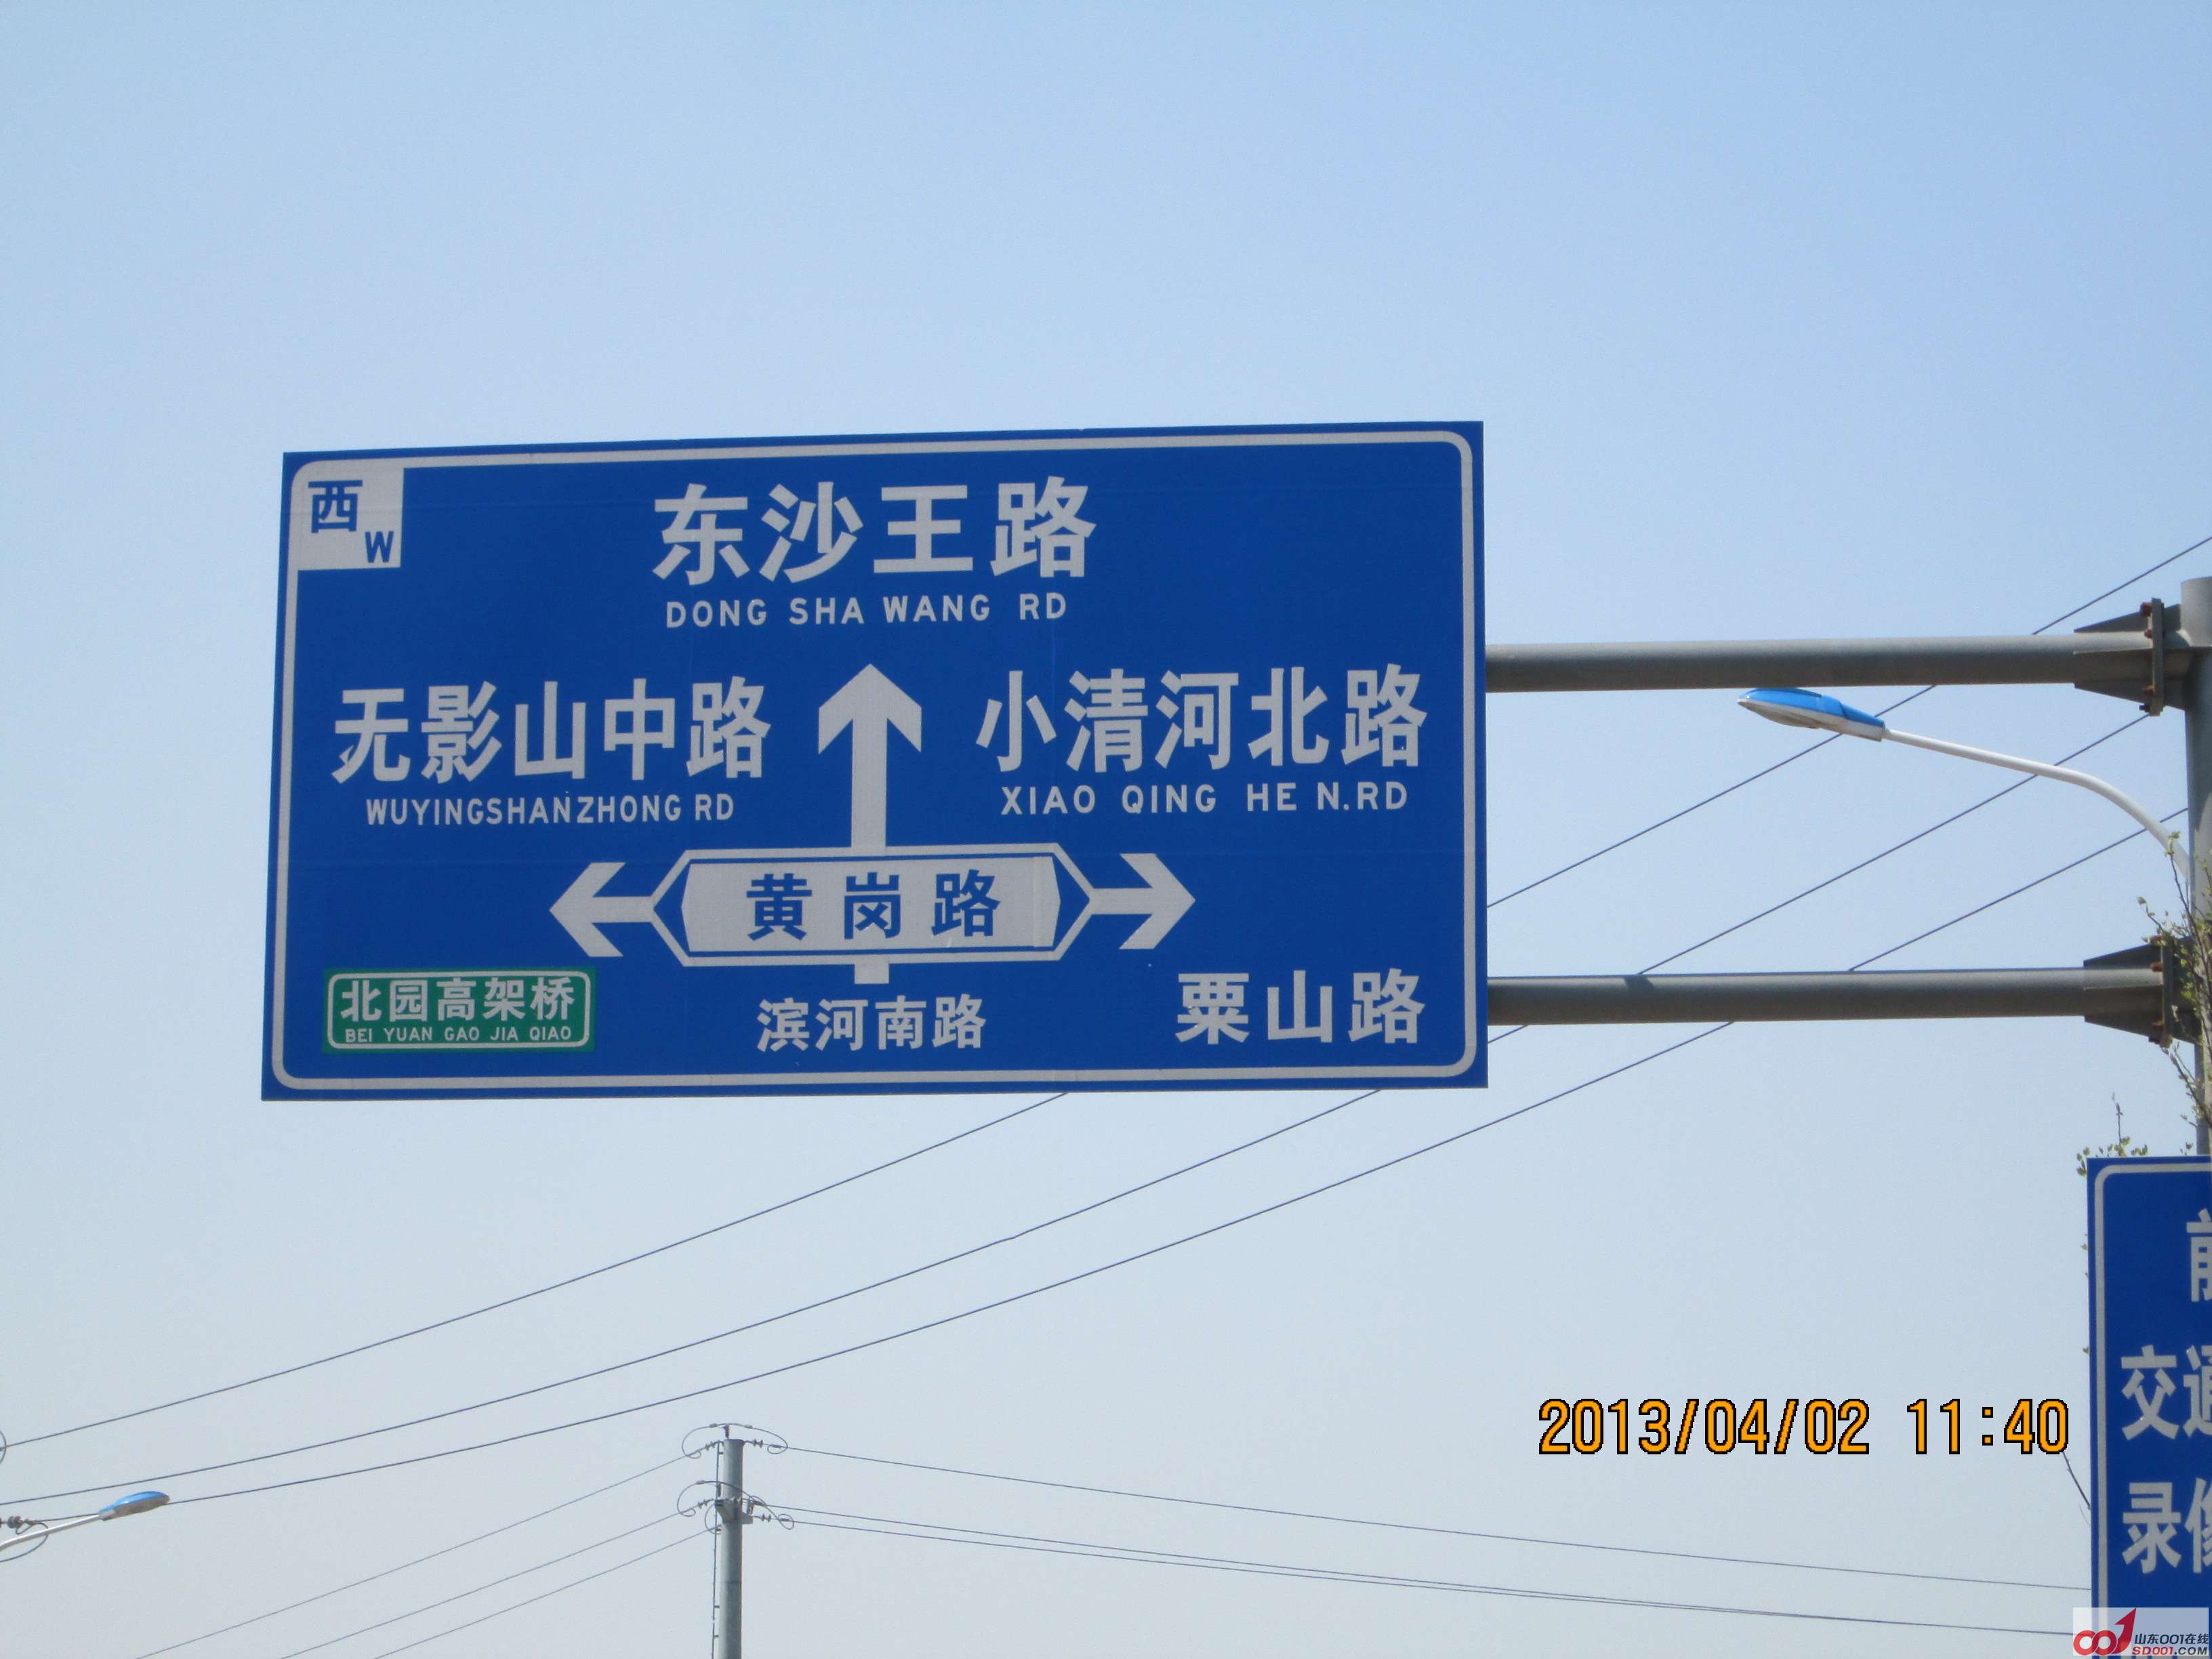 西
W
东沙王路
DONG SHA WANG RD
无影山中路
WUYINGSHANZHONG RD
小清河北路
XIAO QING HE N.RD
黄岗路
北园高架桥
BEI YUAN GAO JIA QIAO
滨河南路
粟山路
前
交通
录像
2013/04/02 11:40
001
山东001在线
SD001.COM